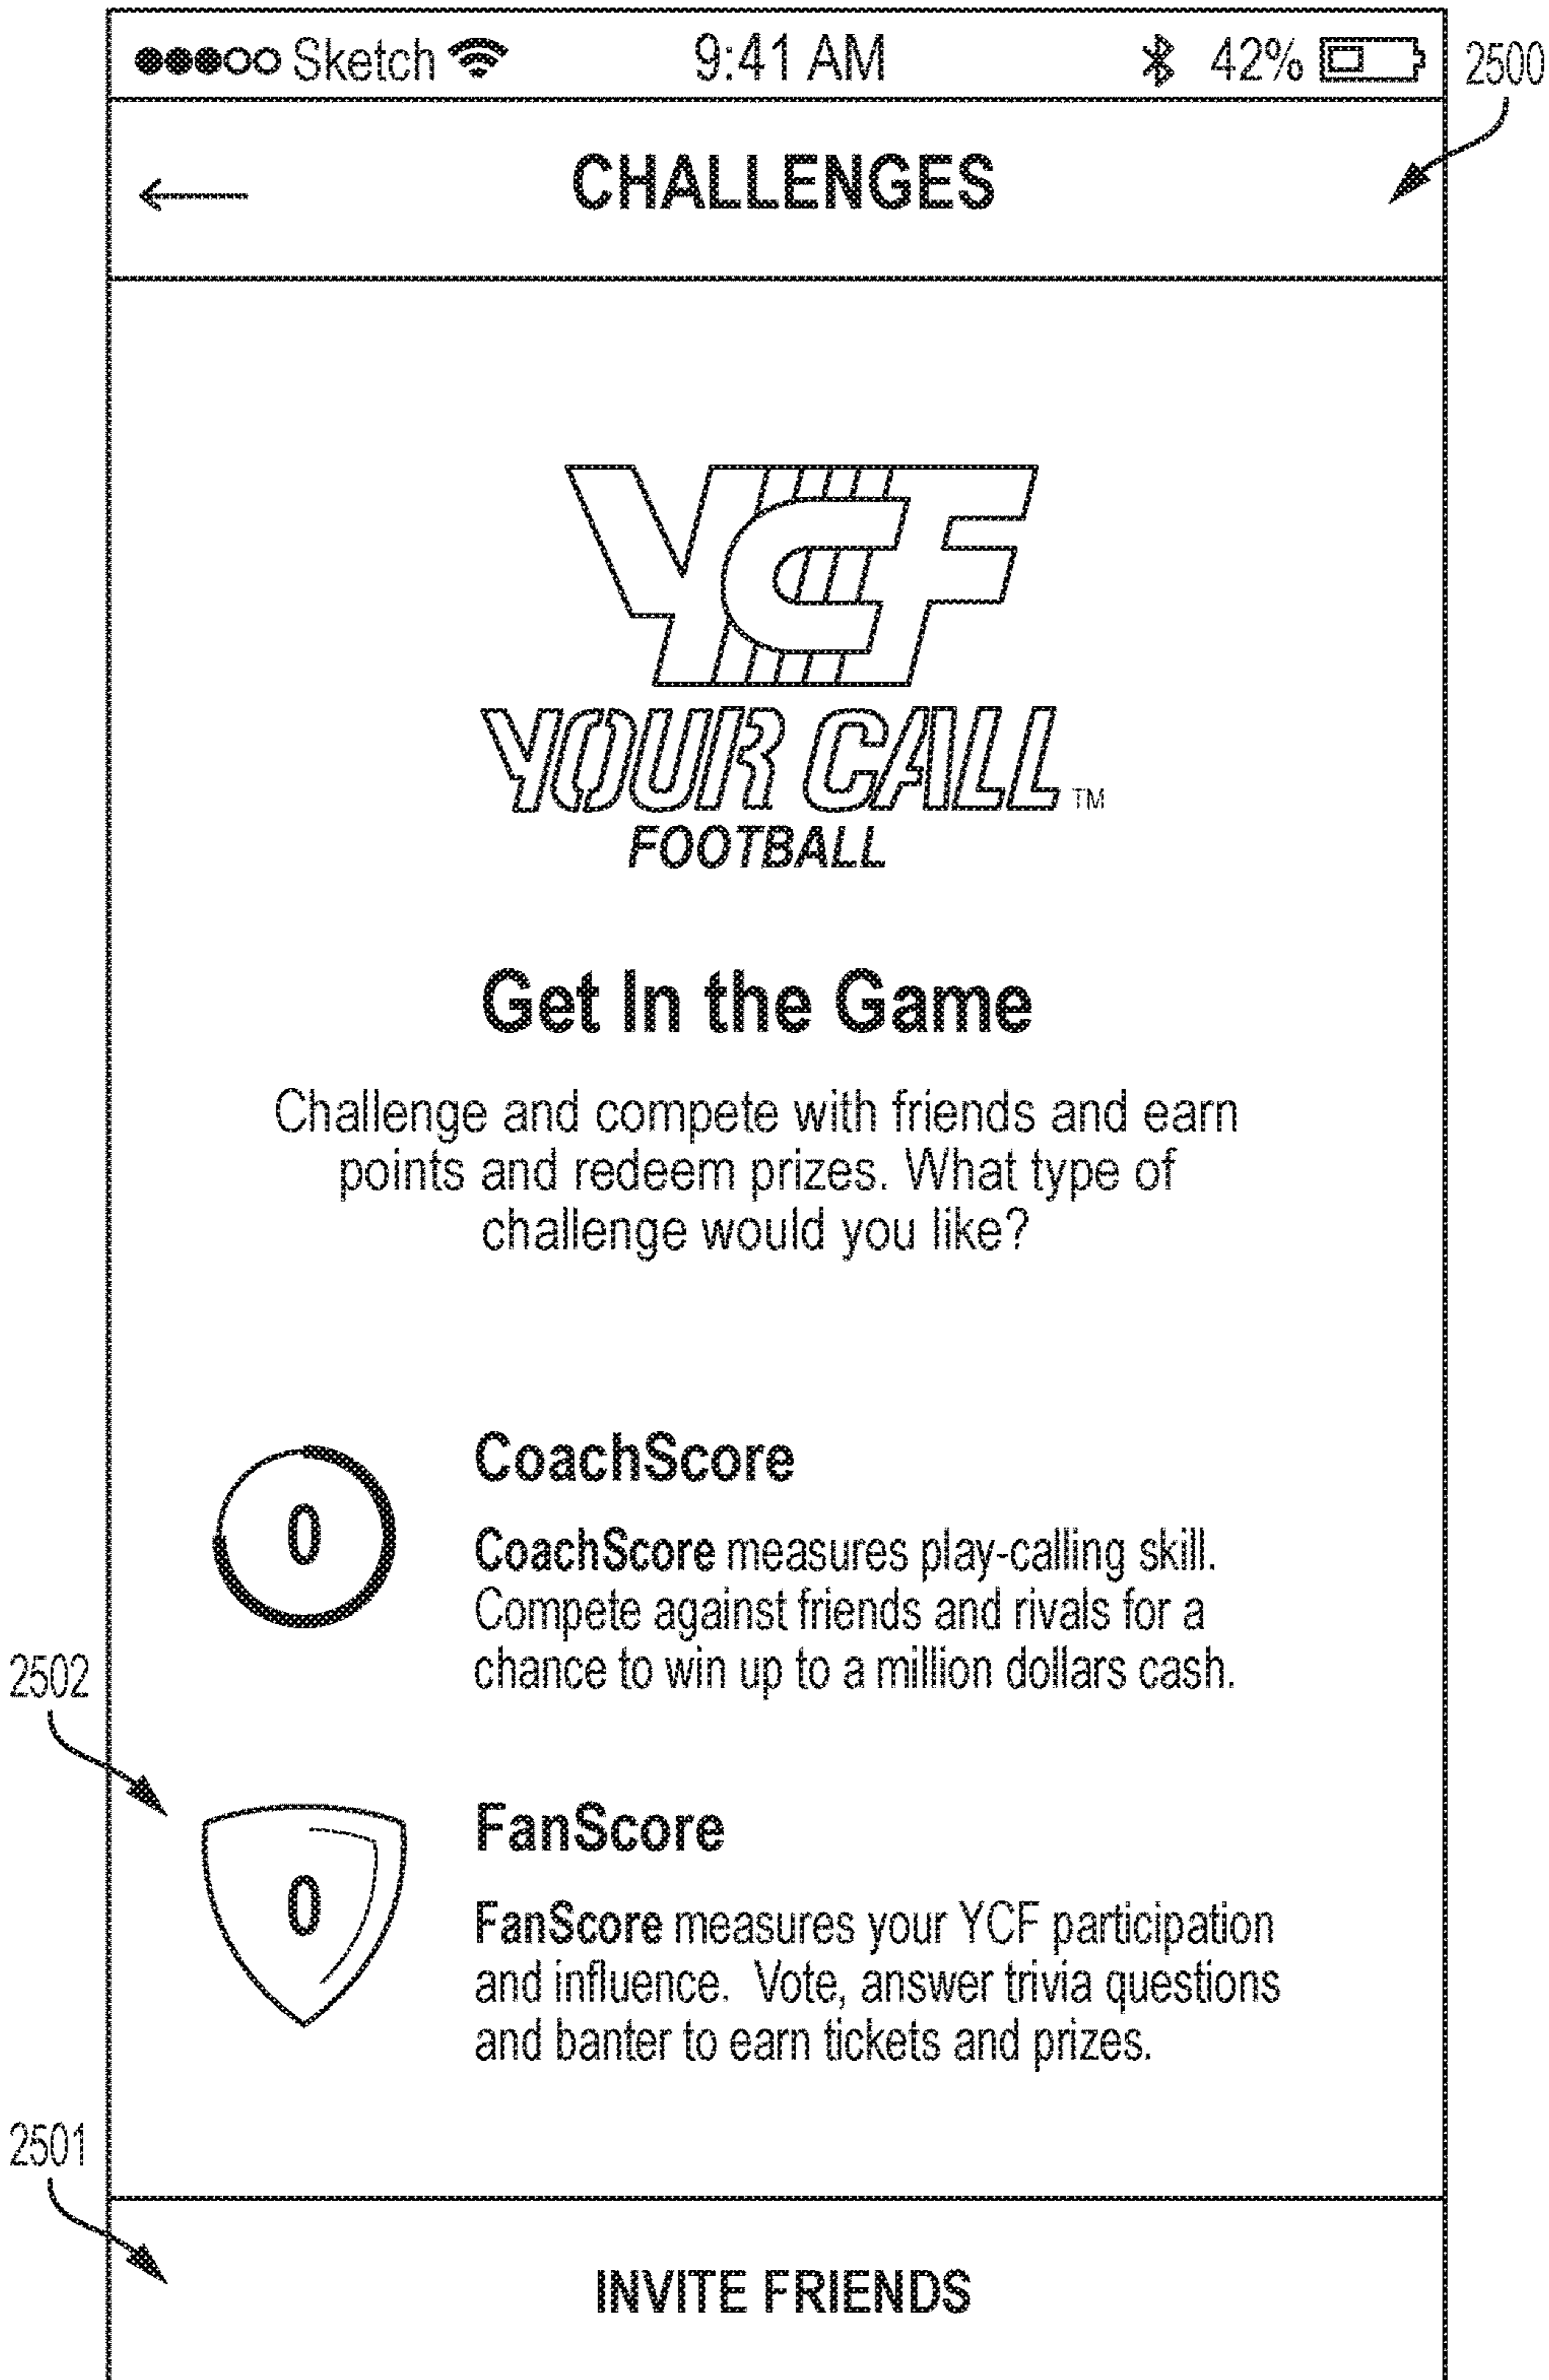 Sketch 9:41 AM 42%
2500
CHALLENGES
YCF
YOUR CALL TM
FOOTBALL
Get In the Game
Challenge and compete with friends and earn
points and redeem prizes. What type of
challenge would you like?
0
CoachScore
CoachScore measures play-calling skill.
Compete against friends and rivals for a
chance to win up to a million dollars cash.
2502
0
FanScore
FanScore measures your YCF participation
and influence. Vote, answer trivia questions
and banter to earn tickets and prizes.
2501
INVITE FRIENDS